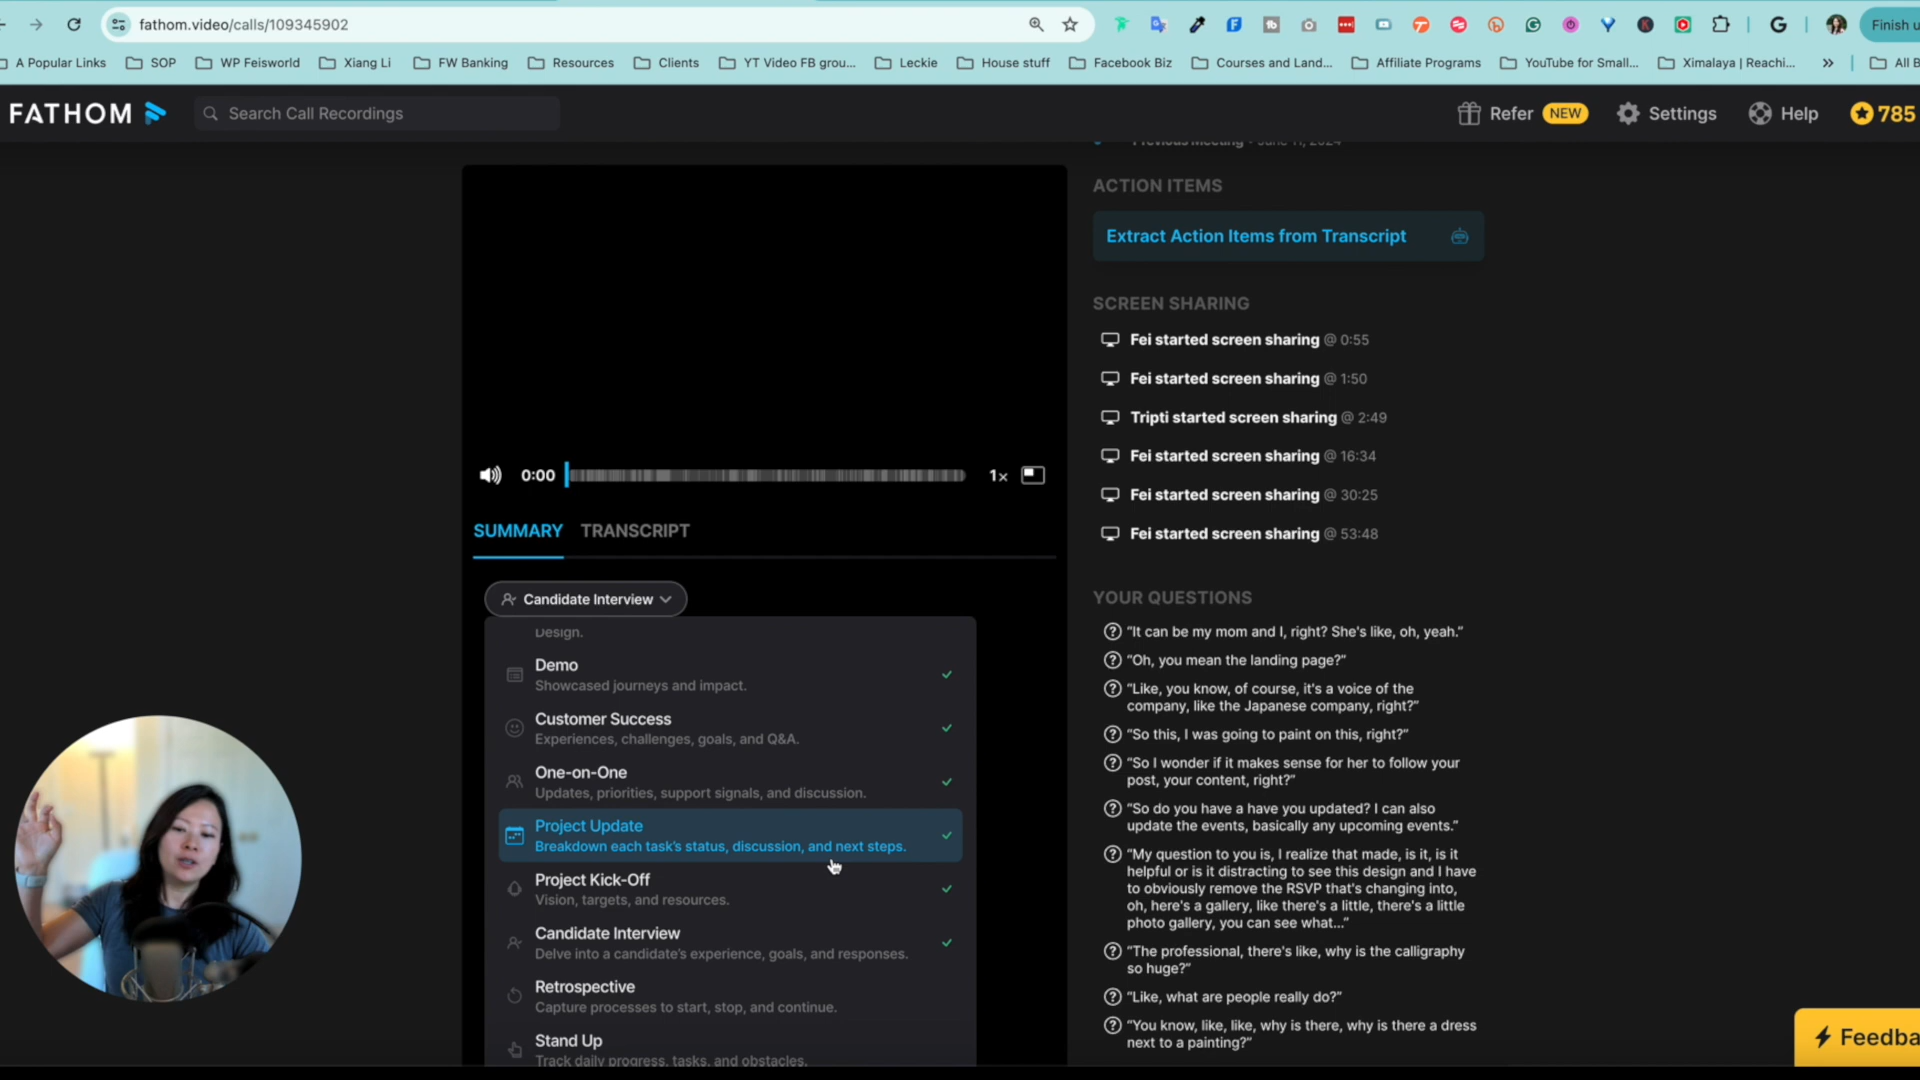 fathom.video/calls/109345902
Finish u
A Popular Links
SOP
WP Feisworld
Xiang Li
FW Banking
Resources
Clients
YT Video FB grou...
Leckie
House stuff
Facebook Biz
Courses and Land...
Affiliate Programs
YouTube for Small...
Ximalaya | Reachi...
»
All B
FATHOM
Search Call Recordings
Refer
NEW
Settings
Help
785
Previous Meeting • June 11, 2024
ACTION ITEMS
Extract Action Items from Transcript
SCREEN SHARING
Fei started screen sharing @ 0:55
Fei started screen sharing @ 1:50
Tripti started screen sharing @ 2:49
Fei started screen sharing @ 16:34
Fei started screen sharing @ 30:25
Fei started screen sharing @ 53:48
0:00
1×
SUMMARY
TRANSCRIPT
Candidate Interview
Design.
Demo
Showcased journeys and impact.
Customer Success
Experiences, challenges, goals, and Q&A.
One-on-One
Updates, priorities, support signals, and discussion.
Project Update
Breakdown each task's status, discussion, and next steps.
Project Kick-Off
Vision, targets, and resources.
Candidate Interview
Delve into a candidate's experience, goals, and responses.
Retrospective
Capture processes to start, stop, and continue.
Stand Up
Track daily progress, tasks, and obstacles.
YOUR QUESTIONS
"It can be my mom and I, right? She's like, oh, yeah."
"Oh, you mean the landing page?"
"Like, you know, of course, it's a voice of the
company, like the Japanese company, right?"
"So this, I was going to paint on this, right?"
"So I wonder if it makes sense for her to follow your
post, your content, right?"
"So do you have a have you updated? I can also
update the events, basically any upcoming events."
"My question to you is, I realize that made, is it, is it
helpful or is it distracting to see this design and I have
to obviously remove the RSVP that's changing into,
oh, here's a gallery, like there's a little, there's a little
photo gallery, you can see what..."
"The professional, there's like, why is the calligraphy
so huge?"
"Like, what are people really do?"
"You know, like, like, why is there, why is there a dress
next to a painting?"
Feedba